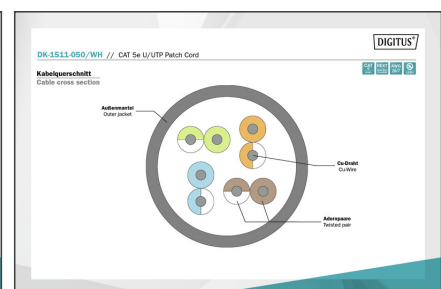 DIGITUS®
DK-1511-050/WH // CAT 5e U/UTP Patch Cord
Kabelquerschnitt
Cable cross section
Außenmantel
Outer jacket
Cu-Draht
Cu-Wire
Aderspaare
Twisted pair